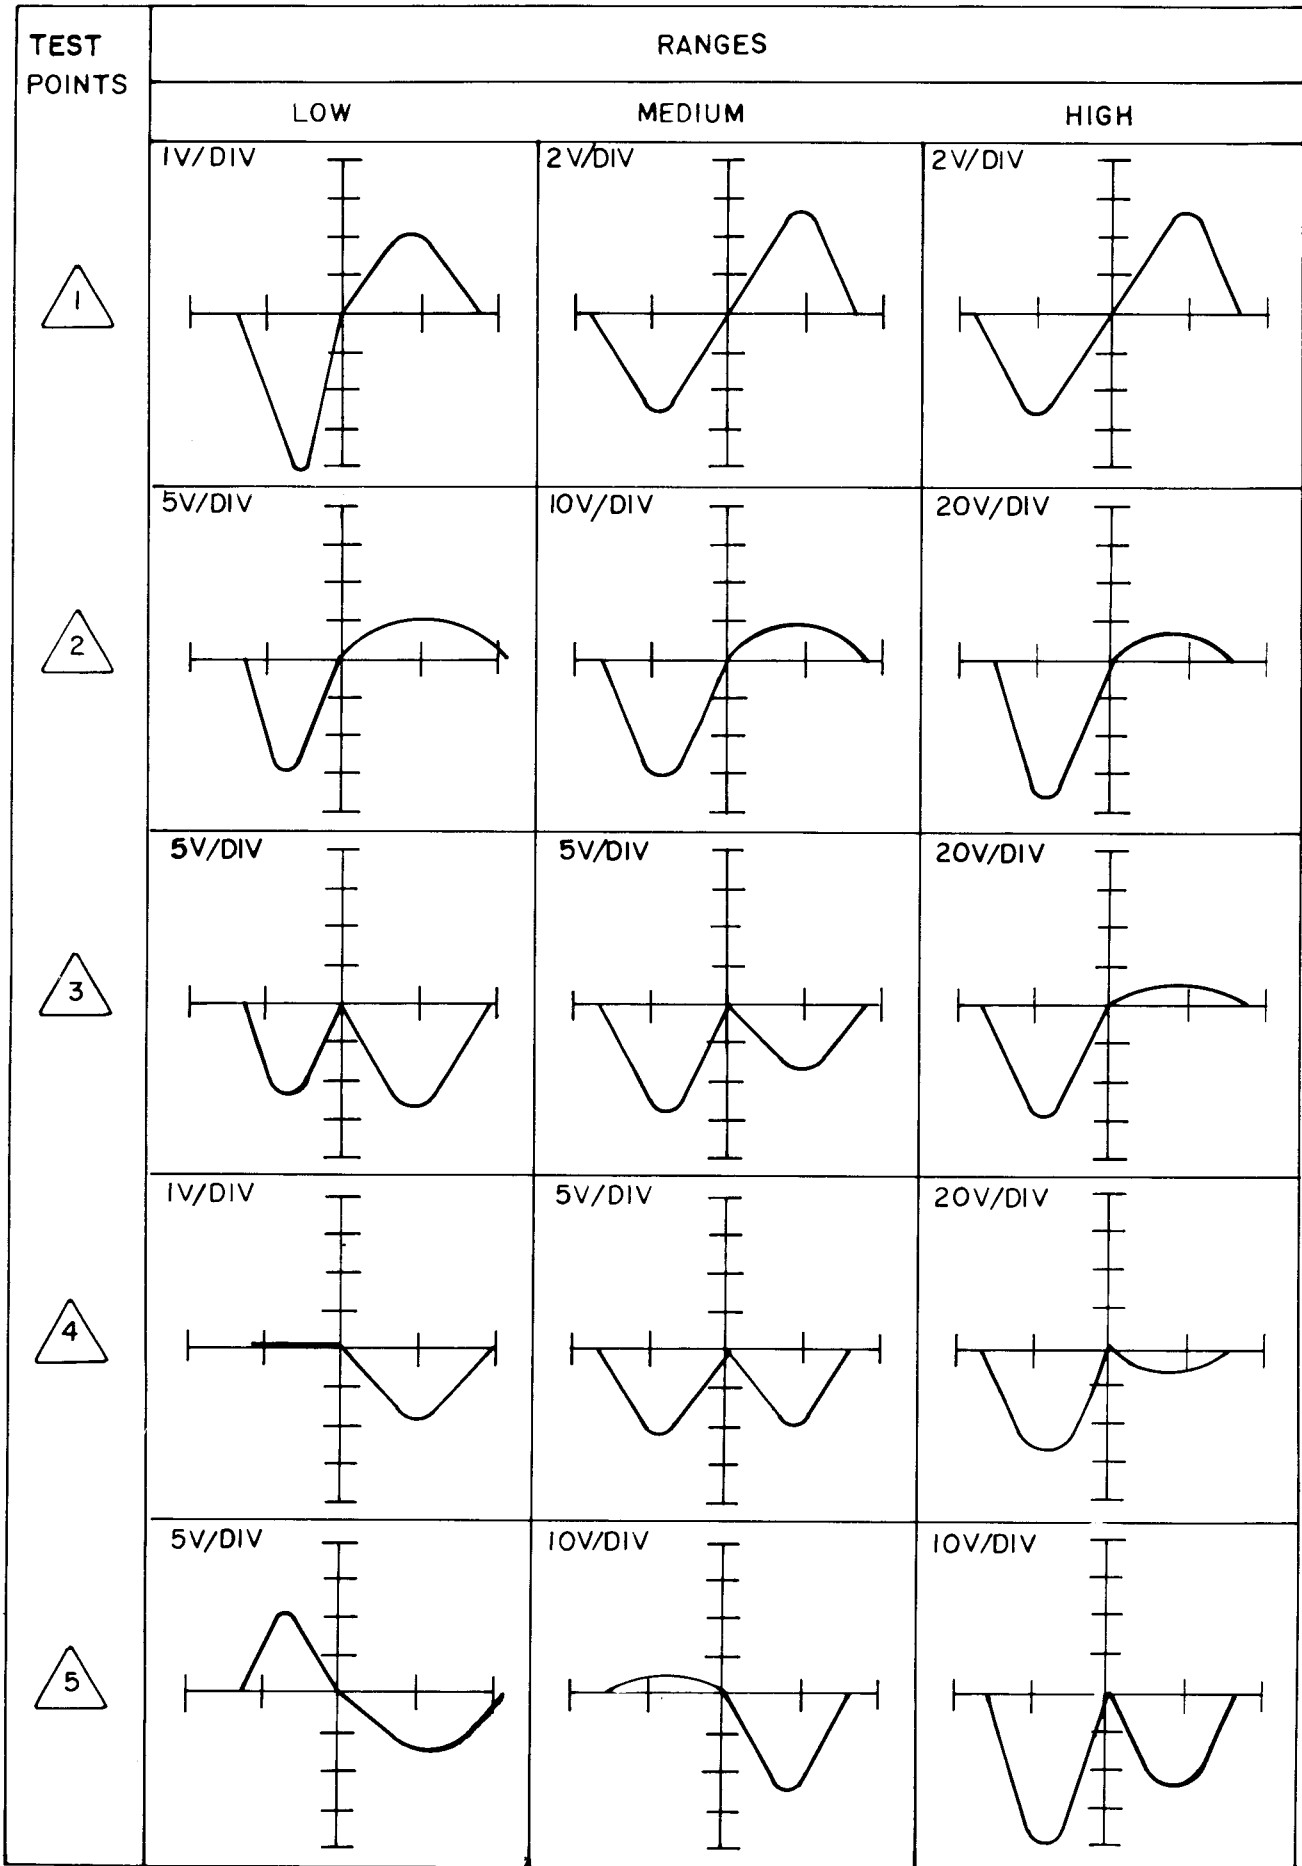 TEST
POINTS
RANGES
LOW MEDIUM HIGH
1V/DIV 2V/DIV 2V/DIV
1
5V/DIV 10V/DIV 20V/DIV
2
5V/DIV 5V/DIV 20V/DIV
3
1V/DIV 5V/DIV 20V/DIV
4
5V/DIV 10V/DIV 10V/DIV
5